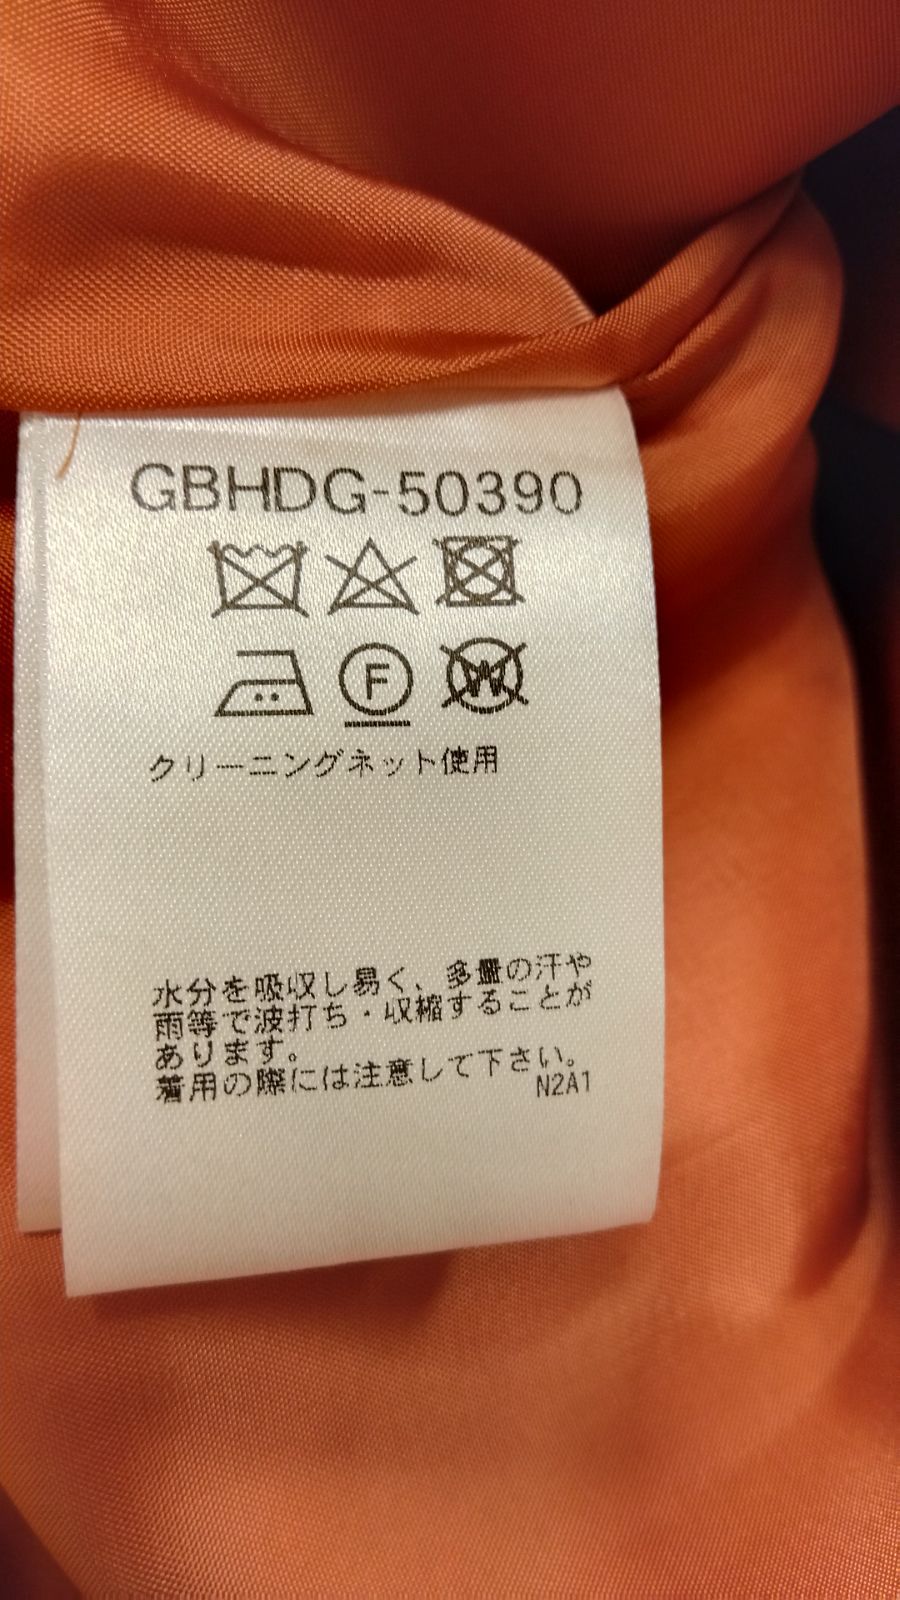 GBHDG-50390
F W
クリーニングネット使用
水分を吸収し易く、多量の汗や
雨等で波打ち・収縮することが
あります。
着用の際には注意して下さい。
N2A1